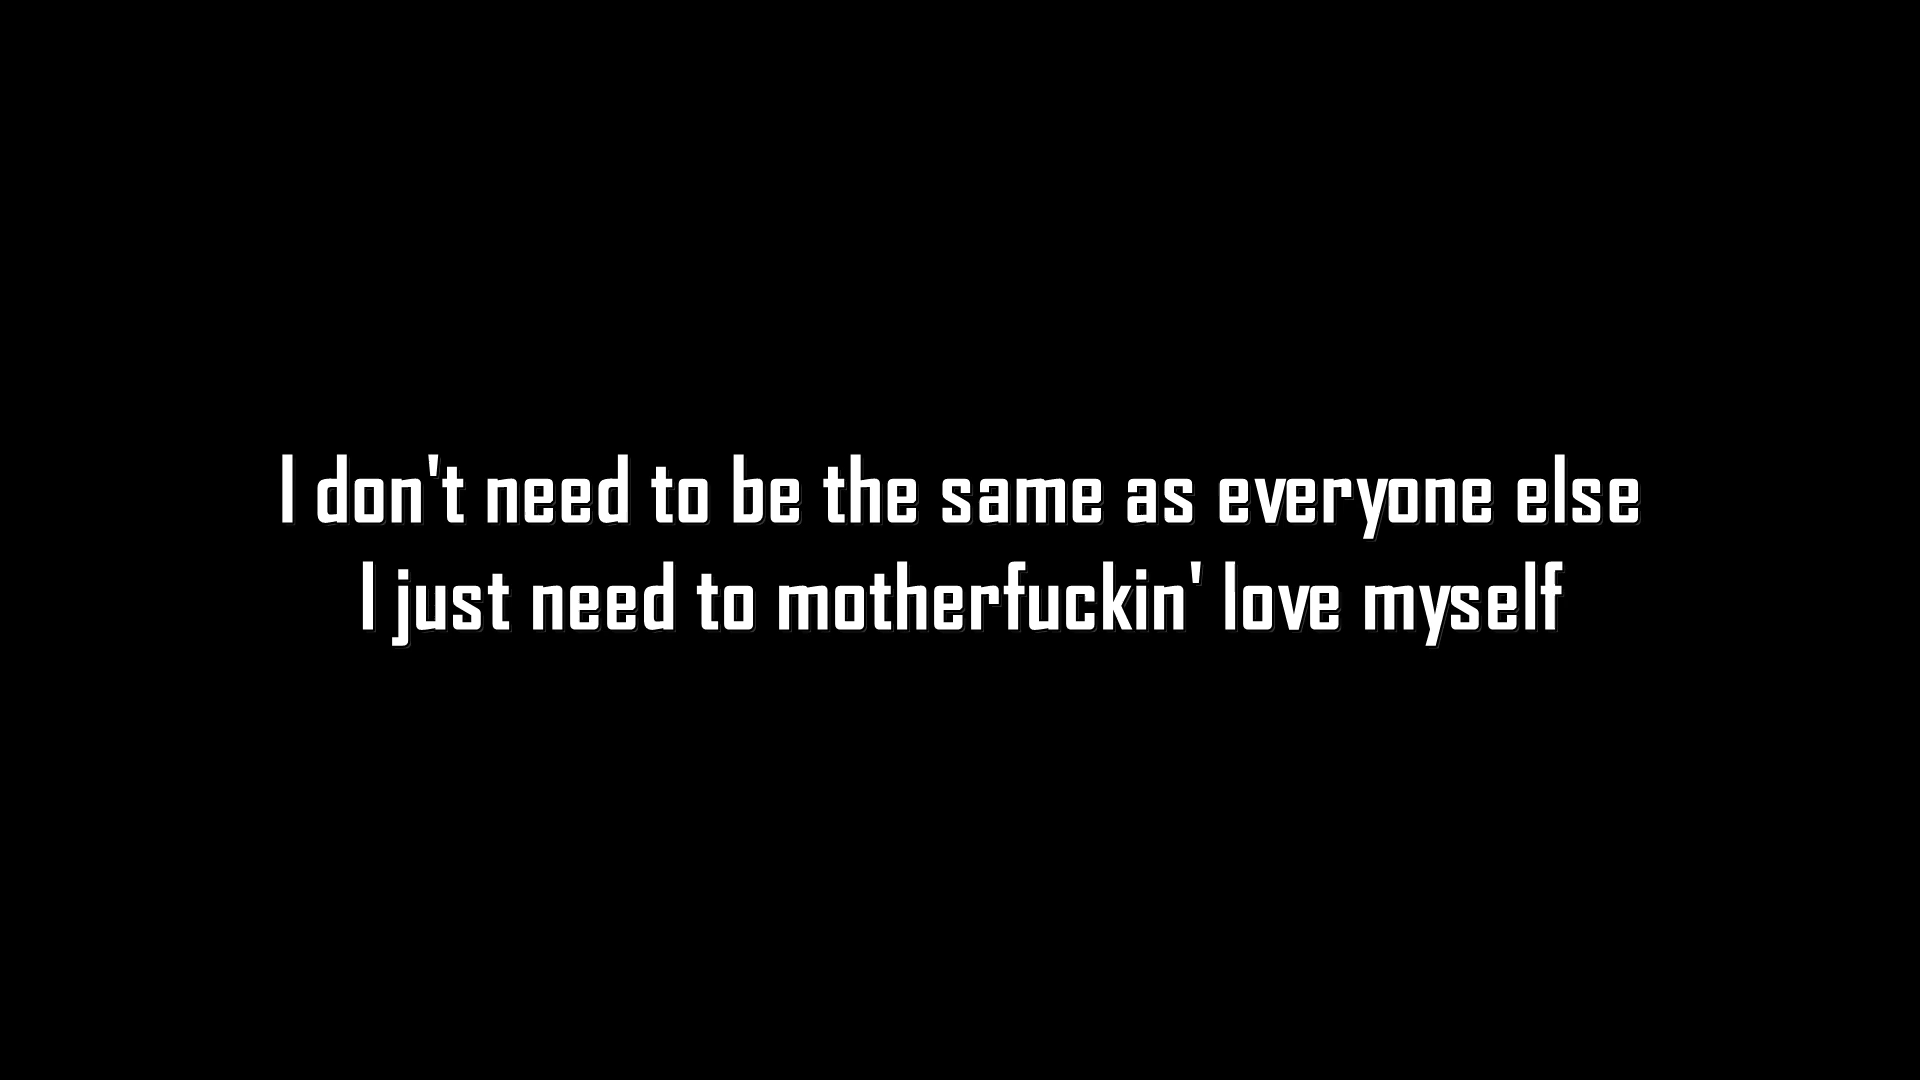 I don't need to be the same as everyone else
I just need to motherfuckin' love myself